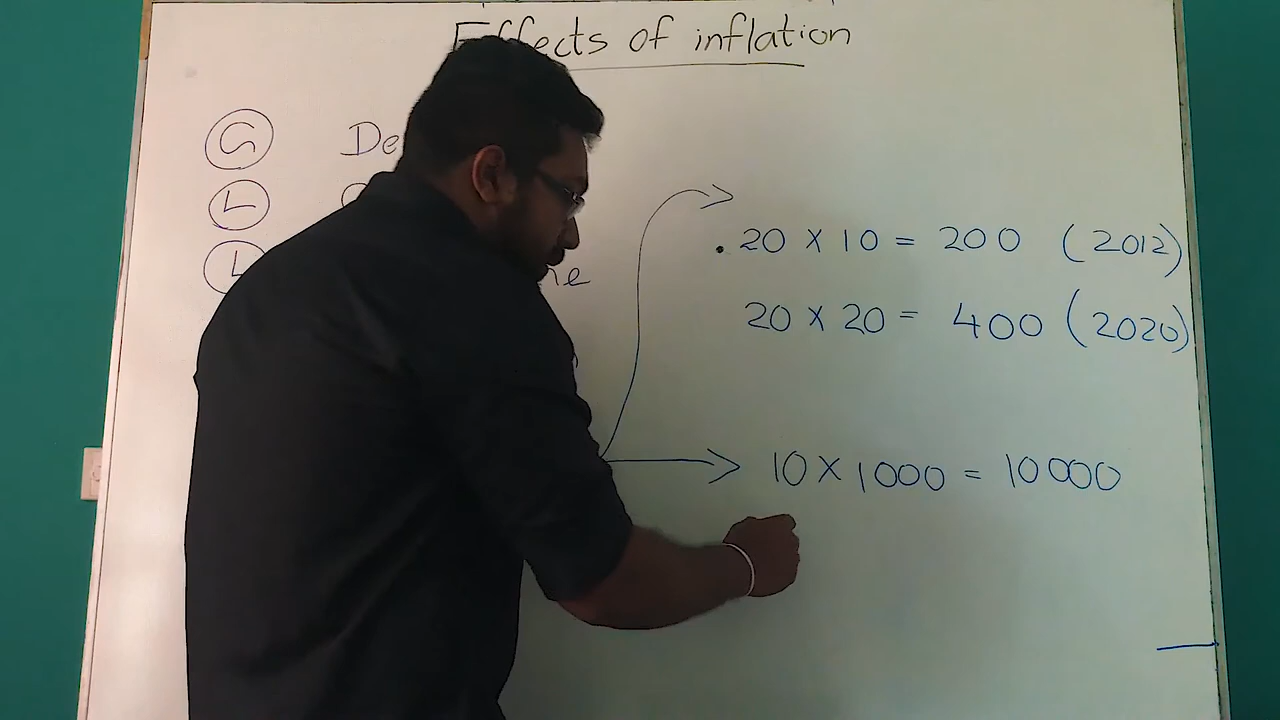 Effects of inflation
G De
L
L
. 20 X 10 = 200 (2012)
20 X 20 = 400 (2020)
10 X 1000 = 10000